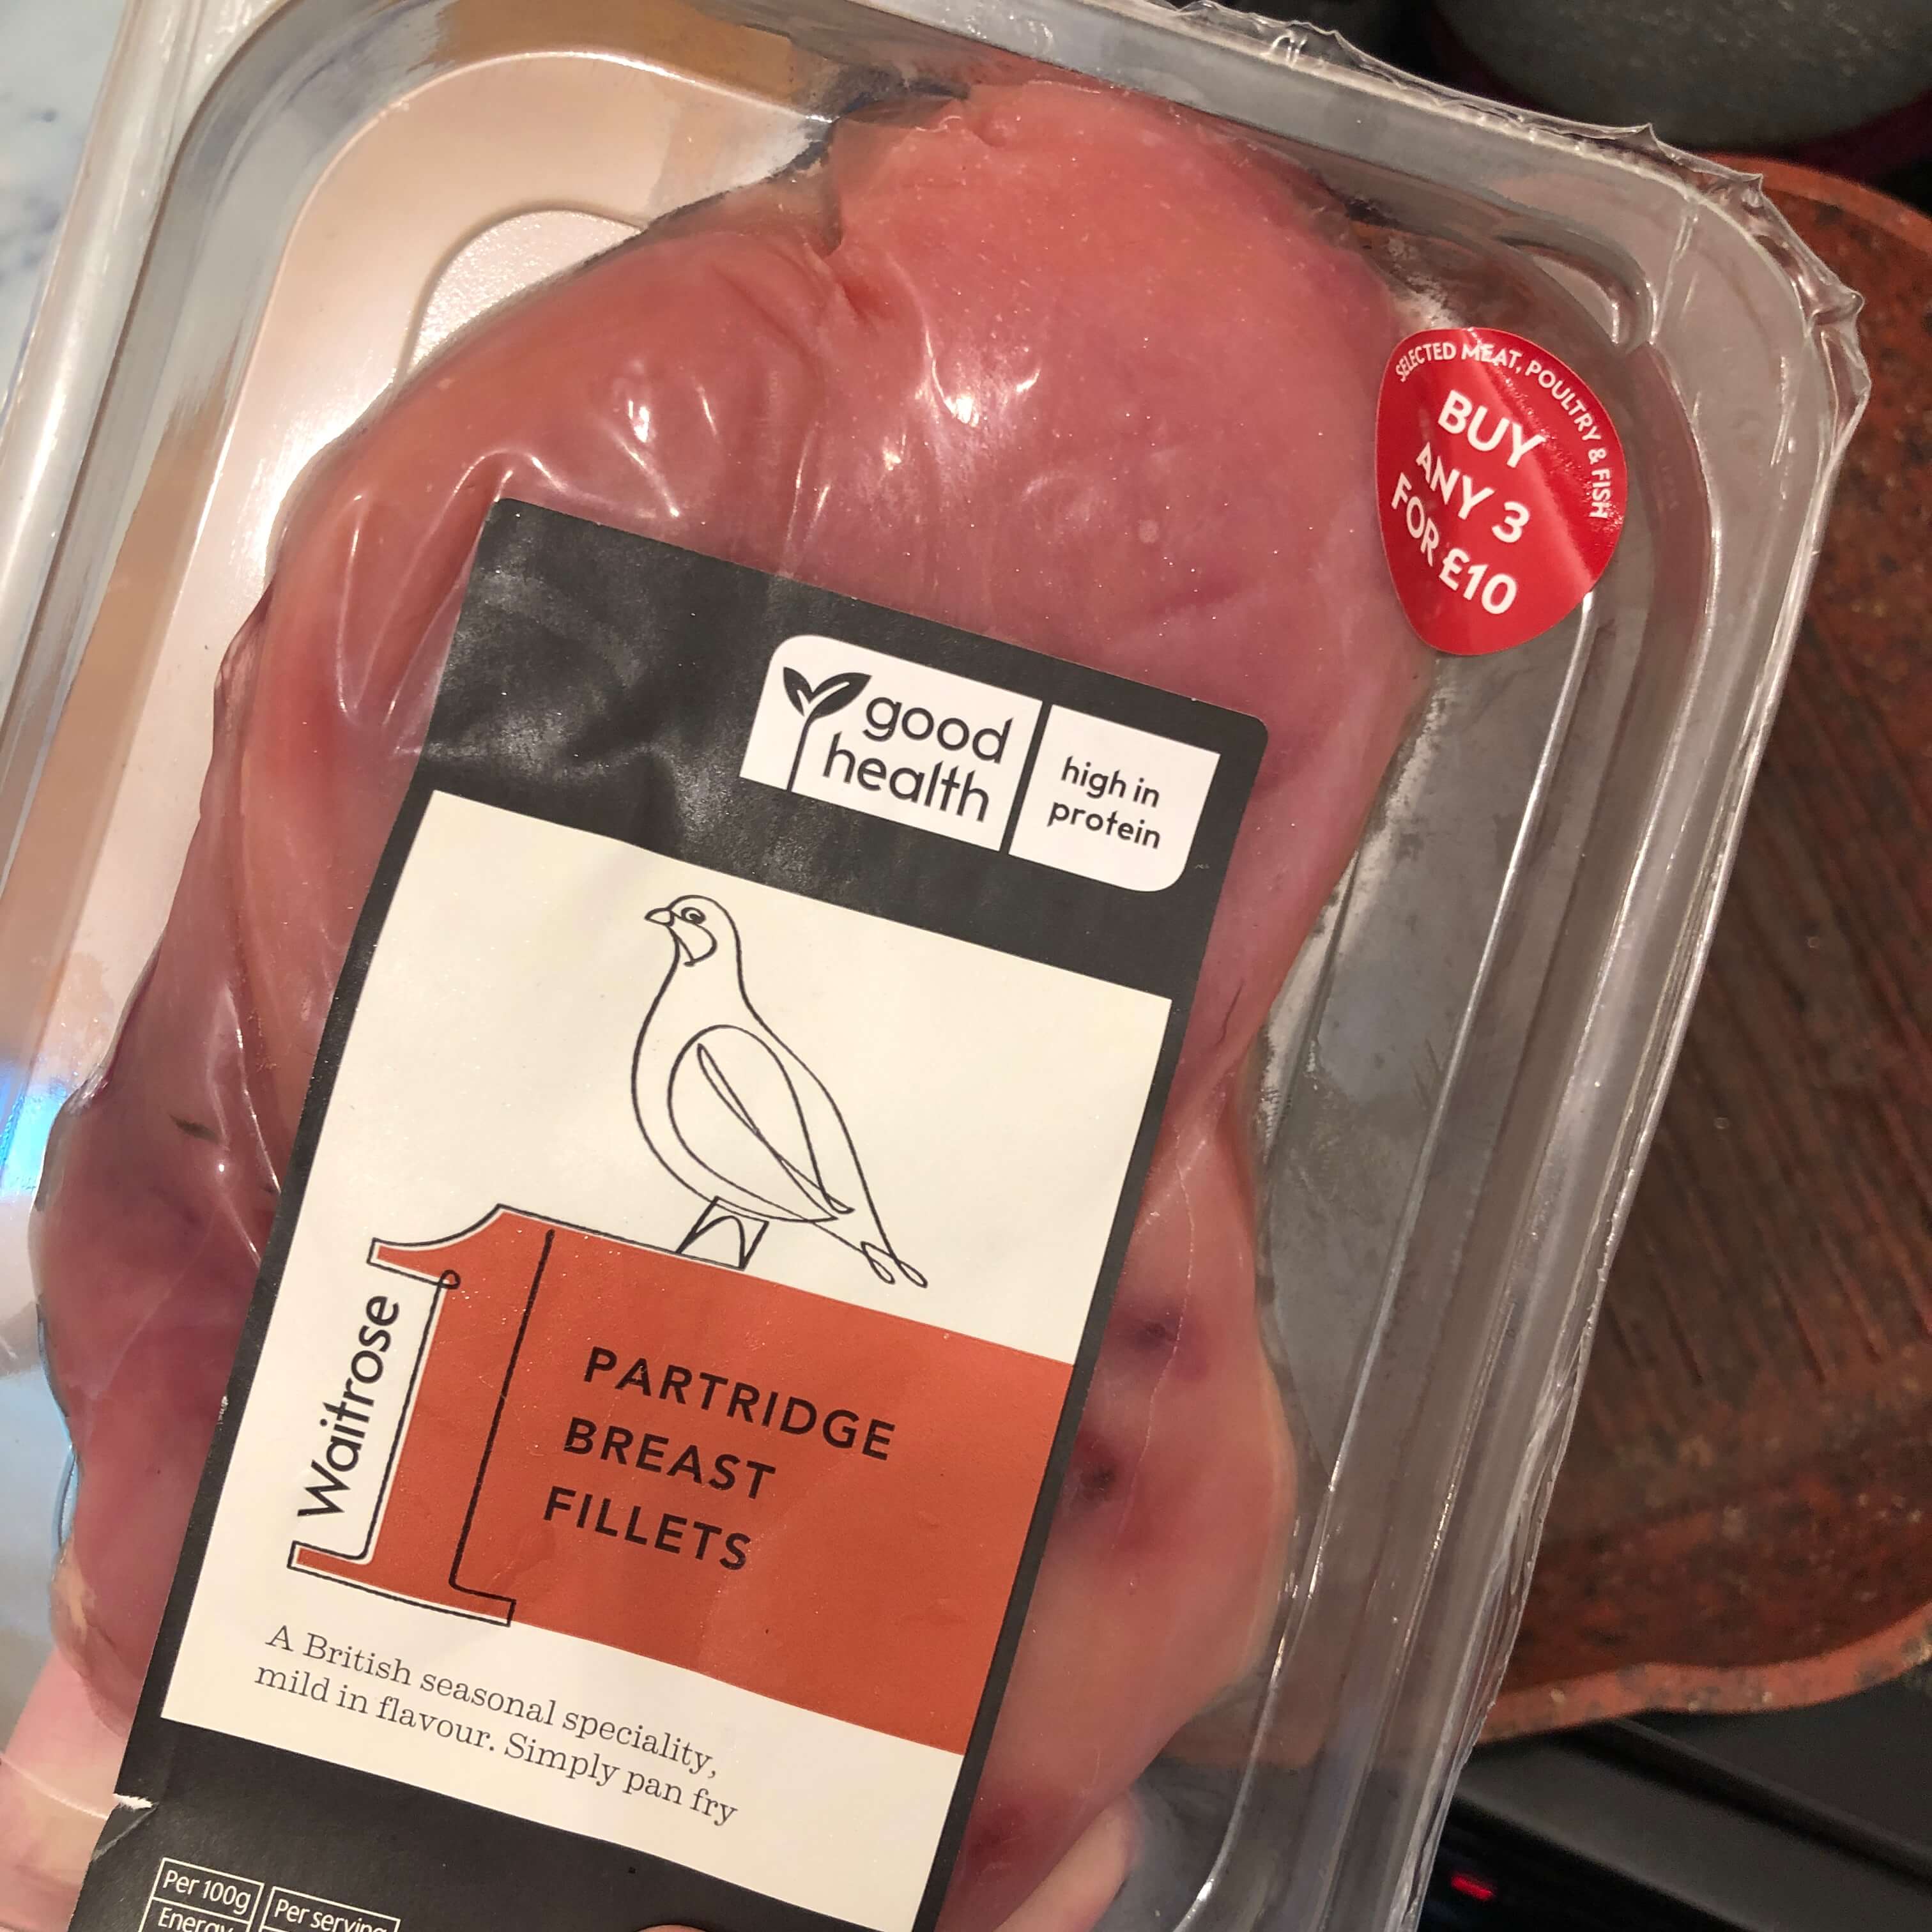 SELECTED MEAT, POULTRY & FISH
BUY
ANY 3
FOR £10
good
health
high in
protein
Waitrose
1
PARTRIDGE
BREAST
FILLETS
A British seasonal speciality,
mild in flavour. Simply pan fry
Per 100g
Per serving
Energy